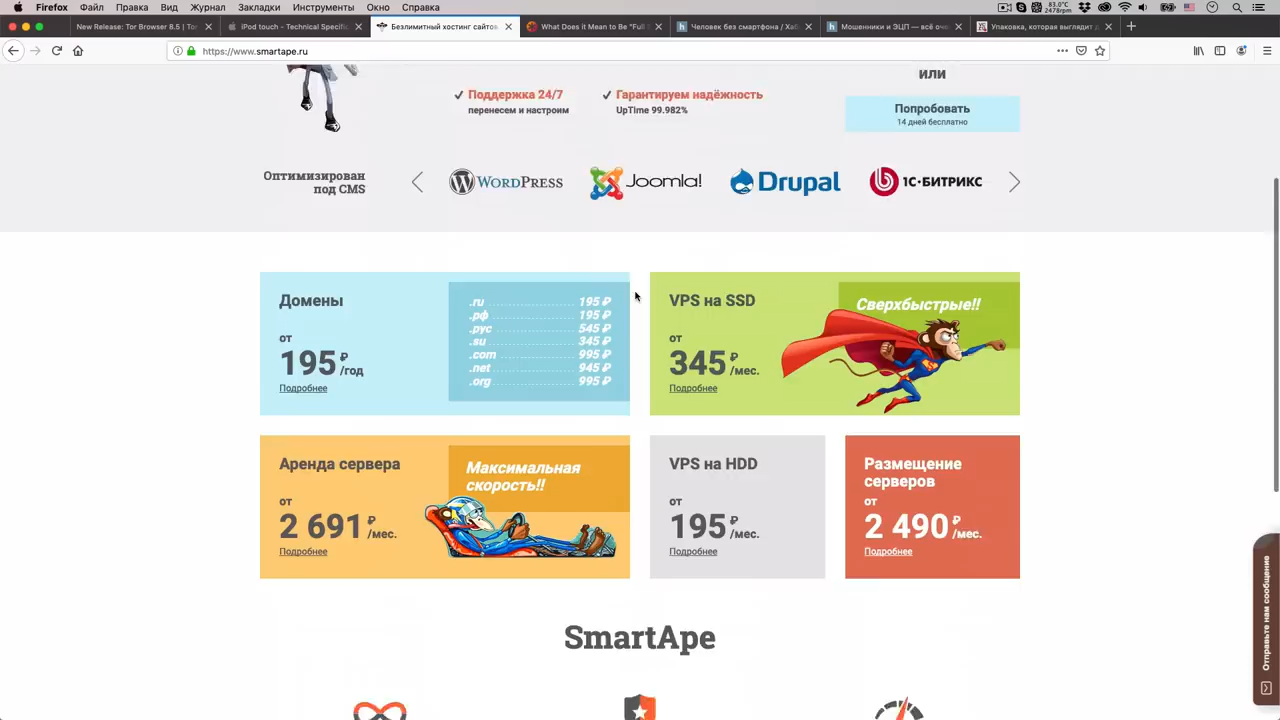 Firefox Файл Правка Вид Журнал Закладки Инструменты Окно Справка
83.0°C
2478rpm
New Release: Tor Browser 8.5 | Tor
iPod touch - Technical Specific
Безлимитный хостинг сайтов
What Does it Mean to Be "Full S
Человек без смартфона / Хаб
Мошенники и ЭЦП — всё оче
Упаковка, которая выглядит д
https://www.smartape.ru
или
Поддержка 24/7
перенесем и настроим
Гарантируем надёжность
UpTime 99.982%
Попробовать
14 дней бесплатно
Оптимизирован
под CMS
WordPress
Joomla!
Drupal
1С·БИТРИКС
Домены
от
195 ₽/год
Подробнее
.ru 195 ₽
.рф 195 ₽
.рус 545 ₽
.su 345 ₽
.com 995 ₽
.net 945 ₽
.org 995 ₽
VPS на SSD
от
345 ₽/мес.
Подробнее
Сверхбыстрые!!
Аренда сервера
от
2 691 ₽/мес.
Подробнее
Максимальная
скорость!!
VPS на HDD
от
195 ₽/мес.
Подробнее
Размещение
серверов
от
2 490 ₽/мес.
Подробнее
SmartApe
Отправьте нам сообщение